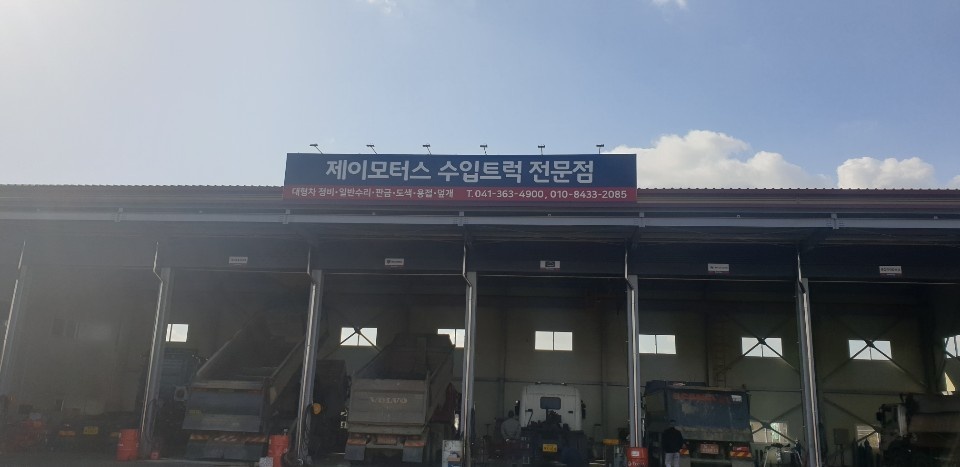 제이모터스 수입트럭 전문점
대형차 정비·일반수리·판금·도색·용접·덮개 T.041-363-4900, 010-8433-2085
VOLVO